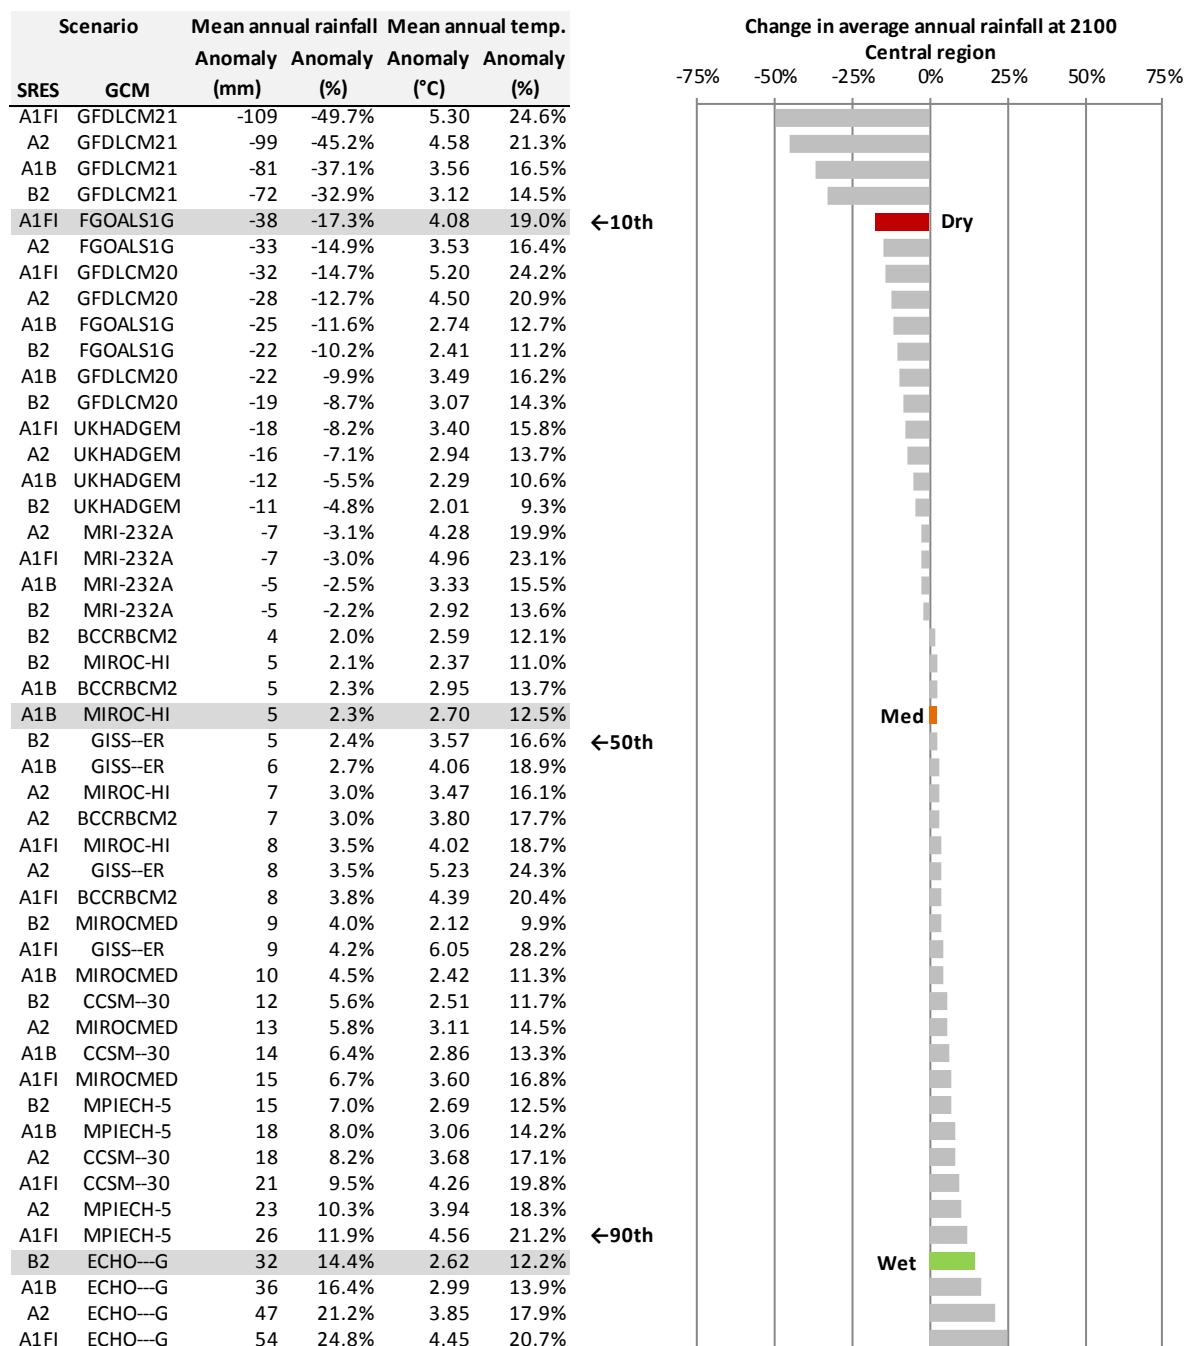 Scenario Mean annual rainfall Mean annual temp. Change in average annual rainfall at 2100
Anomaly Anomaly Anomaly Anomaly Central region
SRES GCM (mm) (%) (°C) (%) -75% -50% -25% 0% 25% 50% 75%
A1FI GFDLCM21 -109 -49.7% 5.30 24.6%
A2 GFDLCM21 -99 -45.2% 4.58 21.3%
A1B GFDLCM21 -81 -37.1% 3.56 16.5%
B2 GFDLCM21 -72 -32.9% 3.12 14.5%
A1FI FGOALS1G -38 -17.3% 4.08 19.0% ←10th Dry
A2 FGOALS1G -33 -14.9% 3.53 16.4%
A1FI GFDLCM20 -32 -14.7% 5.20 24.2%
A2 GFDLCM20 -28 -12.7% 4.50 20.9%
A1B FGOALS1G -25 -11.6% 2.74 12.7%
B2 FGOALS1G -22 -10.2% 2.41 11.2%
A1B GFDLCM20 -22 -9.9% 3.49 16.2%
B2 GFDLCM20 -19 -8.7% 3.07 14.3%
A1FI UKHADGEM -18 -8.2% 3.40 15.8%
A2 UKHADGEM -16 -7.1% 2.94 13.7%
A1B UKHADGEM -12 -5.5% 2.29 10.6%
B2 UKHADGEM -11 -4.8% 2.01 9.3%
A2 MRI-232A -7 -3.1% 4.28 19.9%
A1FI MRI-232A -7 -3.0% 4.96 23.1%
A1B MRI-232A -5 -2.5% 3.33 15.5%
B2 MRI-232A -5 -2.2% 2.92 13.6%
B2 BCCRBCM2 4 2.0% 2.59 12.1%
B2 MIROC-HI 5 2.1% 2.37 11.0%
A1B BCCRBCM2 5 2.3% 2.95 13.7%
A1B MIROC-HI 5 2.3% 2.70 12.5% Med
B2 GISS--ER 5 2.4% 3.57 16.6% ←50th
A1B GISS--ER 6 2.7% 4.06 18.9%
A2 MIROC-HI 7 3.0% 3.47 16.1%
A2 BCCRBCM2 7 3.0% 3.80 17.7%
A1FI MIROC-HI 8 3.5% 4.02 18.7%
A2 GISS--ER 8 3.5% 5.23 24.3%
A1FI BCCRBCM2 8 3.8% 4.39 20.4%
B2 MIROCMED 9 4.0% 2.12 9.9%
A1FI GISS--ER 9 4.2% 6.05 28.2%
A1B MIROCMED 10 4.5% 2.42 11.3%
B2 CCSM--30 12 5.6% 2.51 11.7%
A2 MIROCMED 13 5.8% 3.11 14.5%
A1B CCSM--30 14 6.4% 2.86 13.3%
A1FI MIROCMED 15 6.7% 3.60 16.8%
B2 MPIECH-5 15 7.0% 2.69 12.5%
A1B MPIECH-5 18 8.0% 3.06 14.2%
A2 CCSM--30 18 8.2% 3.68 17.1%
A1FI CCSM--30 21 9.5% 4.26 19.8%
A2 MPIECH-5 23 10.3% 3.94 18.3%
A1FI MPIECH-5 26 11.9% 4.56 21.2% ←90th
B2 ECHO---G 32 14.4% 2.62 12.2% Wet
A1B ECHO---G 36 16.4% 2.99 13.9%
A2 ECHO---G 47 21.2% 3.85 17.9%
A1FI ECHO---G 54 24.8% 4.45 20.7%